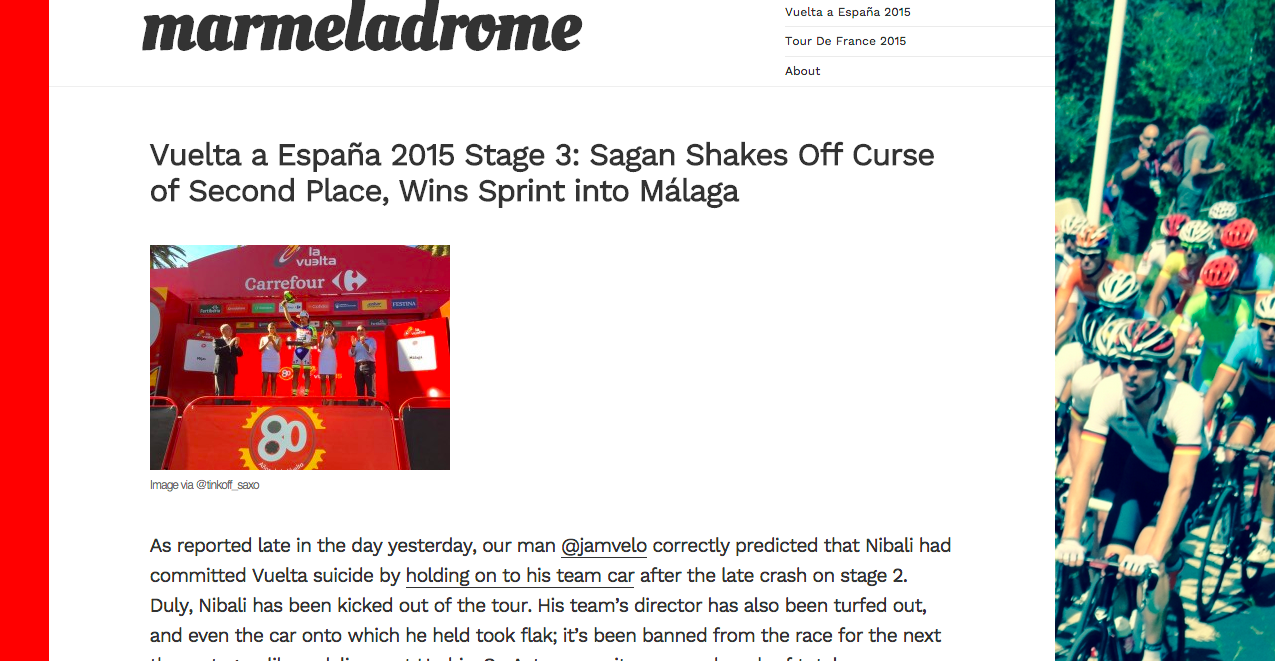 marmeladrome
Vuelta a España 2015
Tour De France 2015
About
Vuelta a España 2015 Stage 3: Sagan Shakes Off Curse
of Second Place, Wins Sprint into Málaga
la
vuelta
Carrefour
FESTINA
Málaga
80
Image via @tinkoff_saxo
As reported late in the day yesterday, our man @jamvelo correctly predicted that Nibali had
committed Vuelta suicide by holding on to his team car after the late crash on stage 2.
Duly, Nibali has been kicked out of the tour. His team’s director has also been turfed out,
and even the car onto which he held took flak; it’s been banned from the race for the next